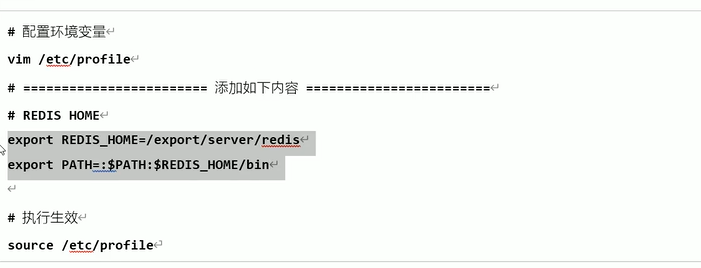 # 配置环境变量
vim /etc/profile
# ======================== 添加如下内容 ========================
# REDIS HOME
export REDIS_HOME=/export/server/redis
export PATH=:$PATH:$REDIS_HOME/bin
# 执行生效
source /etc/profile